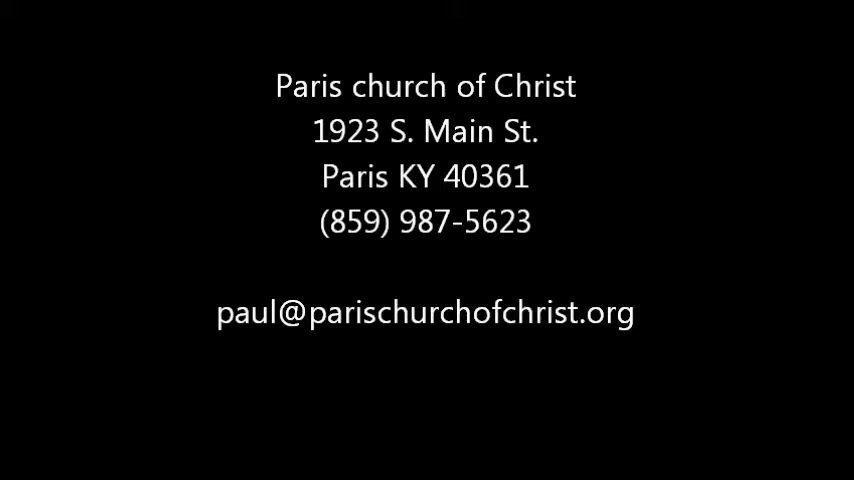 Paris church of Christ
1923 S. Main St.
Paris KY 40361
(859) 987-5623
paul@parischurchofchrist.org